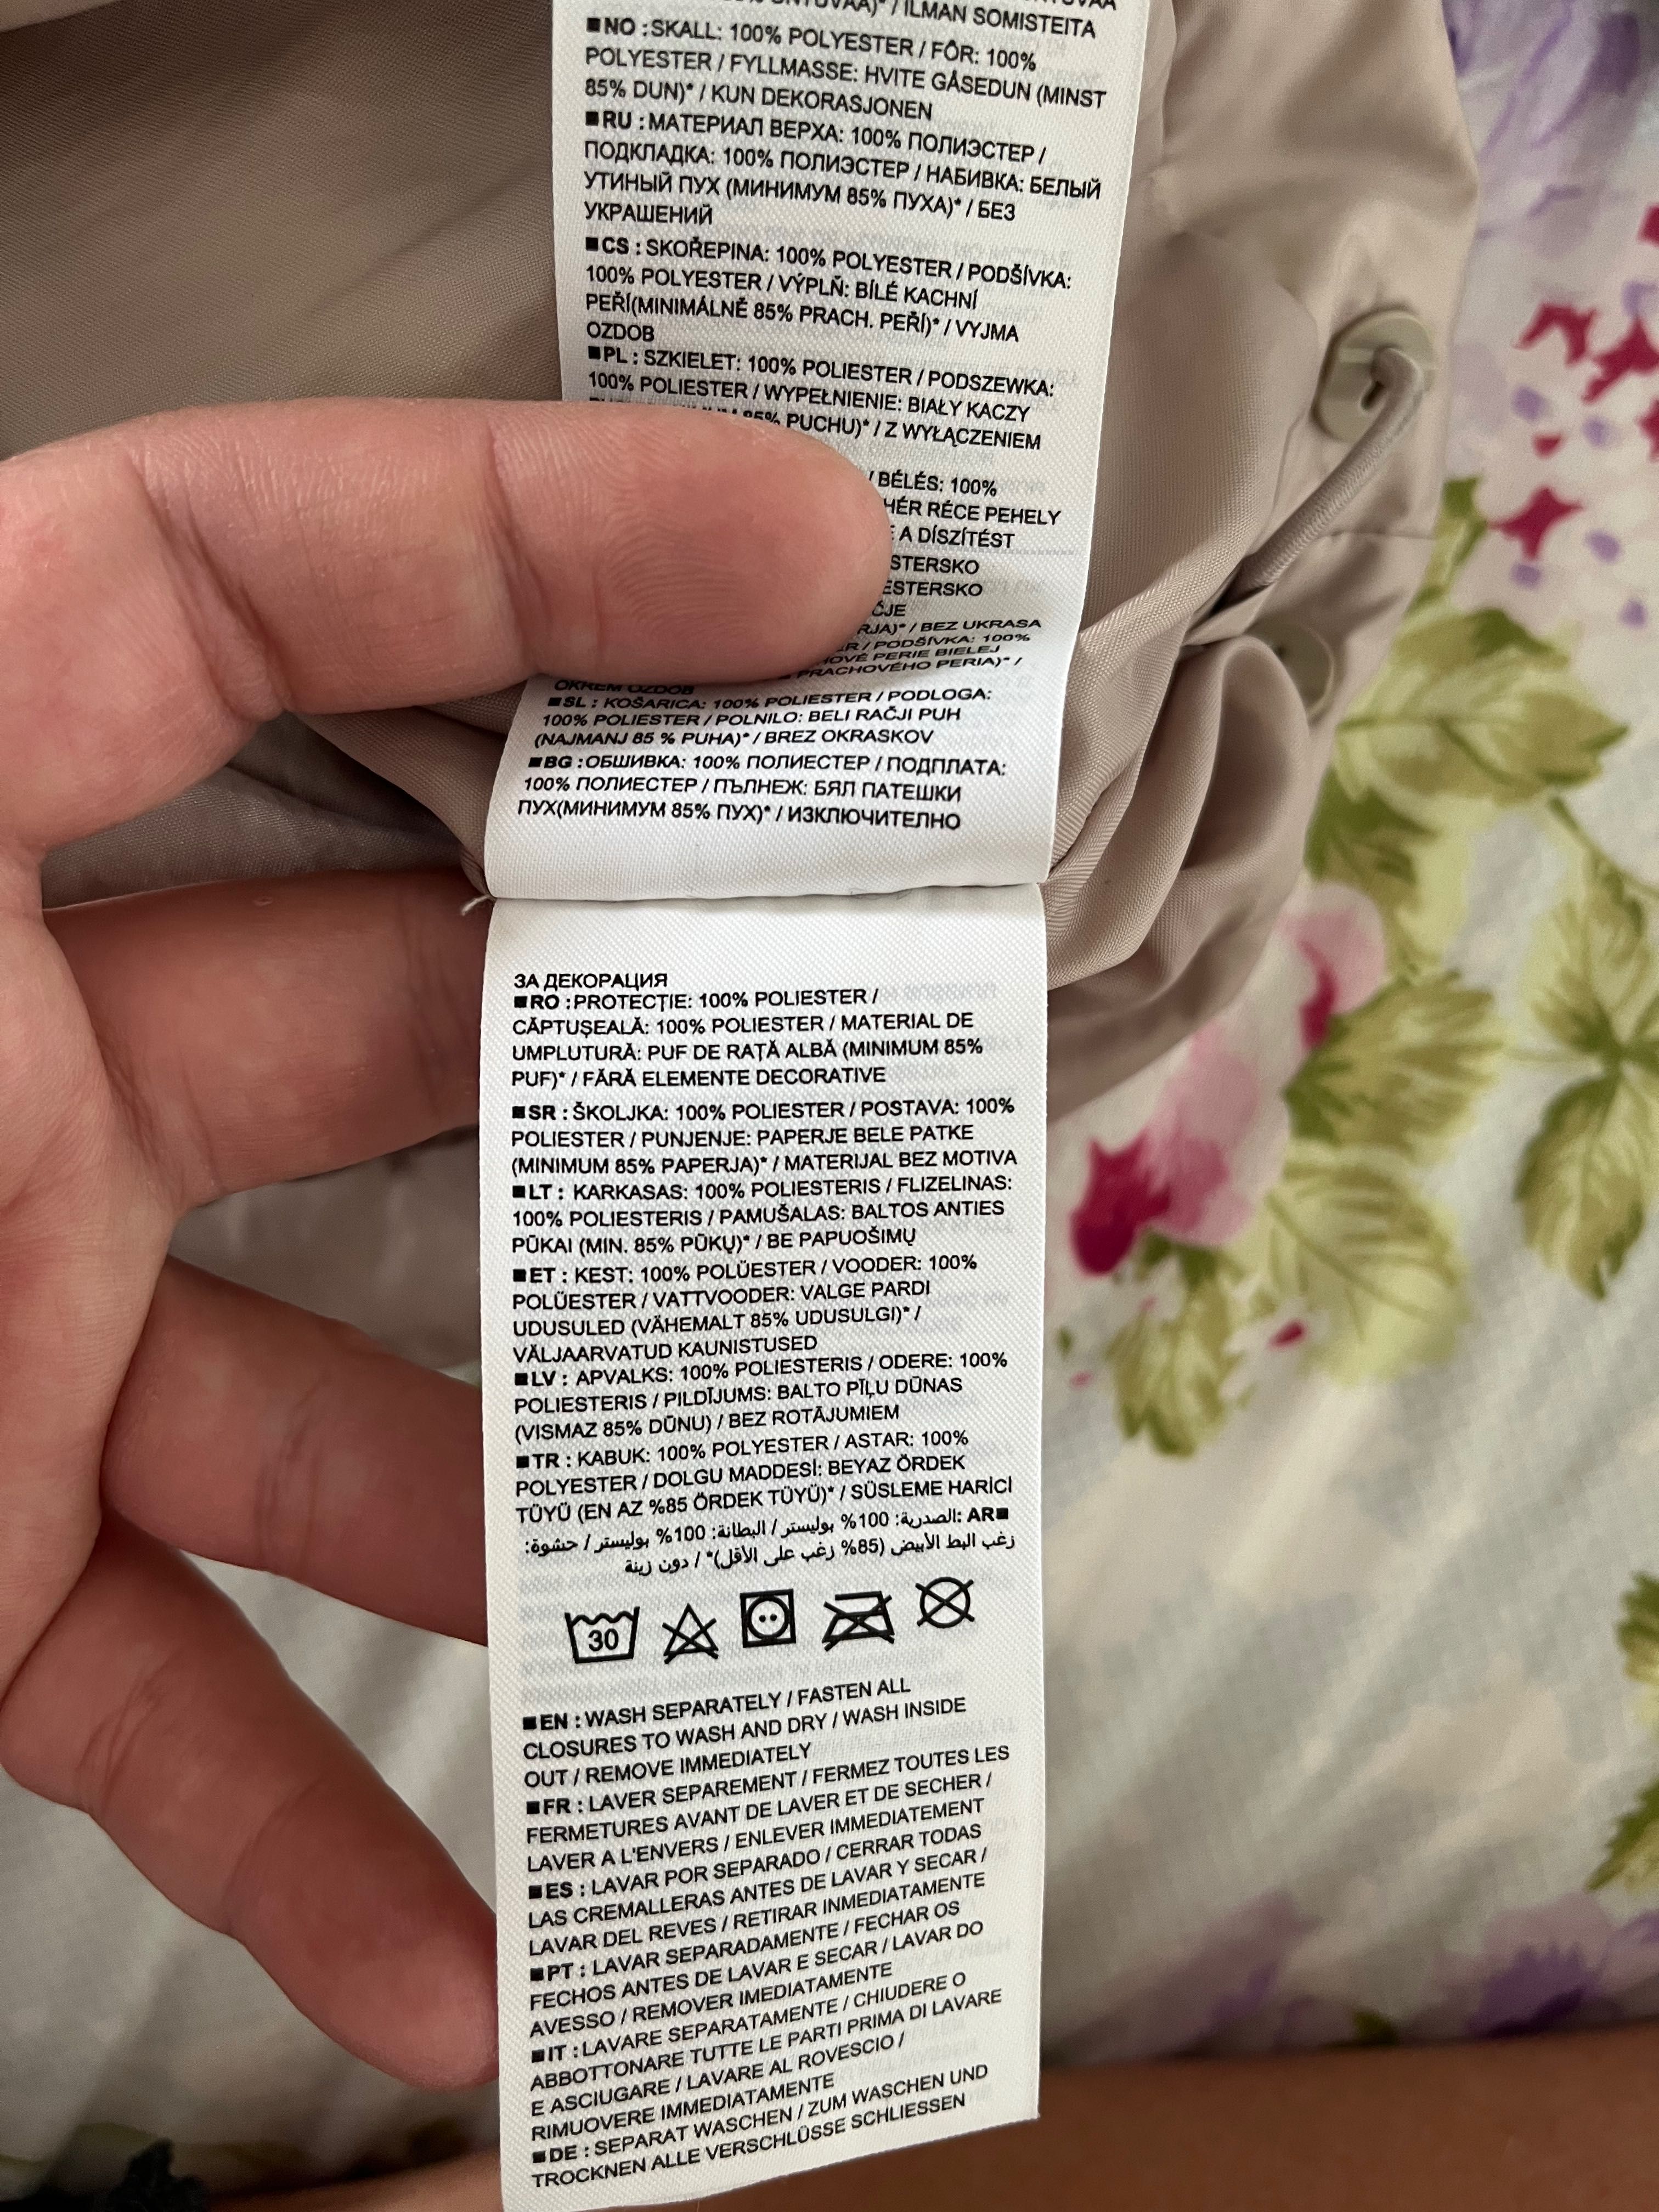 / ILMAN SOMISTEITA
■NO : SKALL: 100% POLYESTER / FÔR: 100%
POLYESTER / FYLLMASSE: HVITE GÅSEDUN (MINST
85% DUN)* / KUN DEKORASJONEN
■RU : МАТЕРИАЛ ВЕРХА: 100% ПОЛИЭСТЕР /
ПОДКЛАДКА: 100% ПОЛИЭСТЕР / НАБИВКА: БЕЛЫЙ
УТИНЫЙ ПУХ (МИНИМУМ 85% ПУХА)* / БЕЗ
УКРАШЕНИЙ
■CS : SKOŘEPINA: 100% POLYESTER / PODŠÍVKA:
100% POLYESTER / VÝPLŇ: BÍLÉ KACHNÍ
PEŘÍ(MINIMÁLNĚ 85% PRACH. PEŘÍ)* / VYJMA
OZDOB
■PL : SZKIELET: 100% POLIESTER / PODSZEWKA:
100% POLIESTER / WYPEŁNIENIE: BIAŁY KACZY
85% PUCHU)* / Z WYŁĄCZENIEM
/ BÉLÉS: 100%
RÉCE PEHELY
A DÍSZÍTÉST
RJA)* / BEZ UKRASA
/ PODŠÍVKA: 100%
PERIE BIELEJ
PRACHOVÉHO PERIA)* /
OKREM OZDOB
■SL : KOŠARICA: 100% POLIESTER / PODLOGA:
100% POLIESTER / POLNILO: BELI RAČJI PUH
(NAJMANJ 85 % PUHA)* / BREZ OKRASKOV
■BG : ОБШИВКА: 100% ПОЛИЕСТЕР / ПОДПЛАТА:
100% ПОЛИЕСТЕР / ПЪЛНЕЖ: БЯЛ ПАТЕШКИ
ПУХ(МИНИМУМ 85% ПУХ)* / ИЗКЛЮЧИТЕЛНО
ЗА ДЕКОРАЦИЯ
■RO : PROTECȚIE: 100% POLIESTER /
CĂPTUȘEALĂ: 100% POLIESTER / MATERIAL DE
UMPLUTURĂ: PUF DE RAȚĂ ALBĂ (MINIMUM 85%
PUF)* / FĂRĂ ELEMENTE DECORATIVE
■SR : ŠKOLJKA: 100% POLIESTER / POSTAVA: 100%
POLIESTER / PUNJENJE: PAPERJE BELE PATKE
(MINIMUM 85% PAPERJA)* / MATERIJAL BEZ MOTIVA
■LT : KARKASAS: 100% POLIESTERIS / FLIZELINAS:
100% POLIESTERIS / PAMUŠALAS: BALTOS ANTIES
PŪKAI (MIN. 85% PŪKŲ)* / BE PAPUOŠIMŲ
■ET : KEST: 100% POLÜESTER / VOODER: 100%
POLÜESTER / VATTVOODER: VALGE PARDI
UDUSULED (VÄHEMALT 85% UDUSULGI)* /
VÄLJAARVATUD KAUNISTUSED
■LV : APVALKS: 100% POLIESTERIS / ODERE: 100%
POLIESTERIS / PILDĪJUMS: BALTO PĪĻU DŪNAS
(VISMAZ 85% DŪNU) / BEZ ROTĀJUMIEM
■TR : KABUK: 100% POLYESTER / ASTAR: 100%
POLYESTER / DOLGU MADDESİ: BEYAZ ÖRDEK
TÜYÜ (EN AZ %85 ÖRDEK TÜYÜ)* / SÜSLEME HARİCİ
■AR :الصدرية: 100% بوليستر / البطانة: 100% بوليستر / حشوة:
زغب البط الأبيض (85% زغب على الأقل)* / دون زينة
30
■EN : WASH SEPARATELY / FASTEN ALL
CLOSURES TO WASH AND DRY / WASH INSIDE
OUT / REMOVE IMMEDIATELY
■FR : LAVER SEPAREMENT / FERMEZ TOUTES LES
FERMETURES AVANT DE LAVER ET DE SECHER /
LAVER A L'ENVERS / ENLEVER IMMEDIATEMENT
■ES : LAVAR POR SEPARADO / CERRAR TODAS
LAS CREMALLERAS ANTES DE LAVAR Y SECAR /
LAVAR DEL REVES / RETIRAR INMEDIATAMENTE
■PT : LAVAR SEPARADAMENTE / FECHAR OS
FECHOS ANTES DE LAVAR E SECAR / LAVAR DO
AVESSO / REMOVER IMEDIATAMENTE
■IT : LAVARE SEPARATAMENTE / CHIUDERE O
ABBOTTONARE TUTTE LE PARTI PRIMA DI LAVARE
E ASCIUGARE / LAVARE AL ROVESCIO /
RIMUOVERE IMMEDIATAMENTE
■DE : SEPARAT WASCHEN / ZUM WASCHEN UND
TROCKNEN ALLE VERSCHLÜSSE SCHLIESSEN